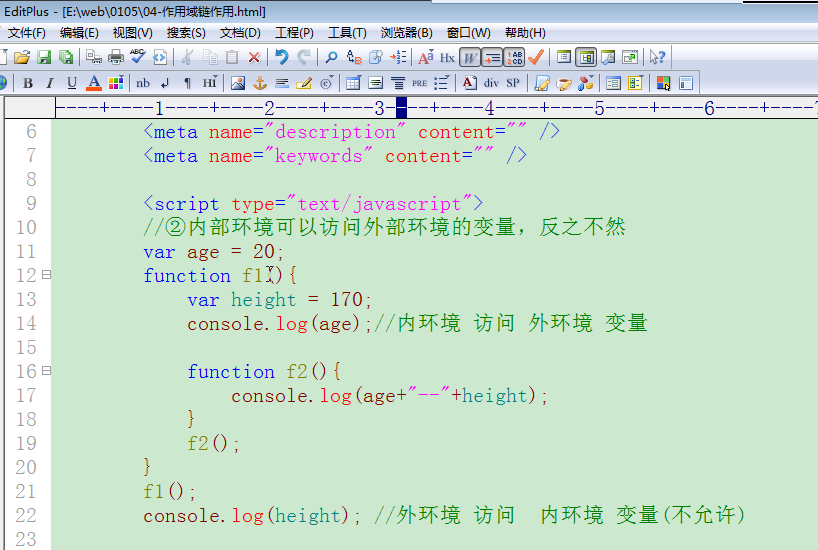 EditPlus - [E:\web\0105\04-作用域链作用.html]
文件(F) 编辑(E) 视图(V) 搜索(S) 文档(D) 工程(P) 工具(T) 浏览器(B) 窗口(W) 帮助(H)
ABC Aa Hx W
B I U A nb ¶ HI PRE A div SP
----+----1----+----2----+----3----+----4----+----5----+----6----+----7
6 <meta name="description" content="" />
7 <meta name="keywords" content="" />
8
9 <script type="text/javascript">
10 //②内部环境可以访问外部环境的变量，反之不然
11 var age = 20;
12 function f1(){
13 var height = 170;
14 console.log(age);//内环境 访问 外环境 变量
15
16 function f2(){
17 console.log(age+"--"+height);
18 }
19 f2();
20 }
21 f1();
22 console.log(height); //外环境 访问 内环境 变量(不允许)
23